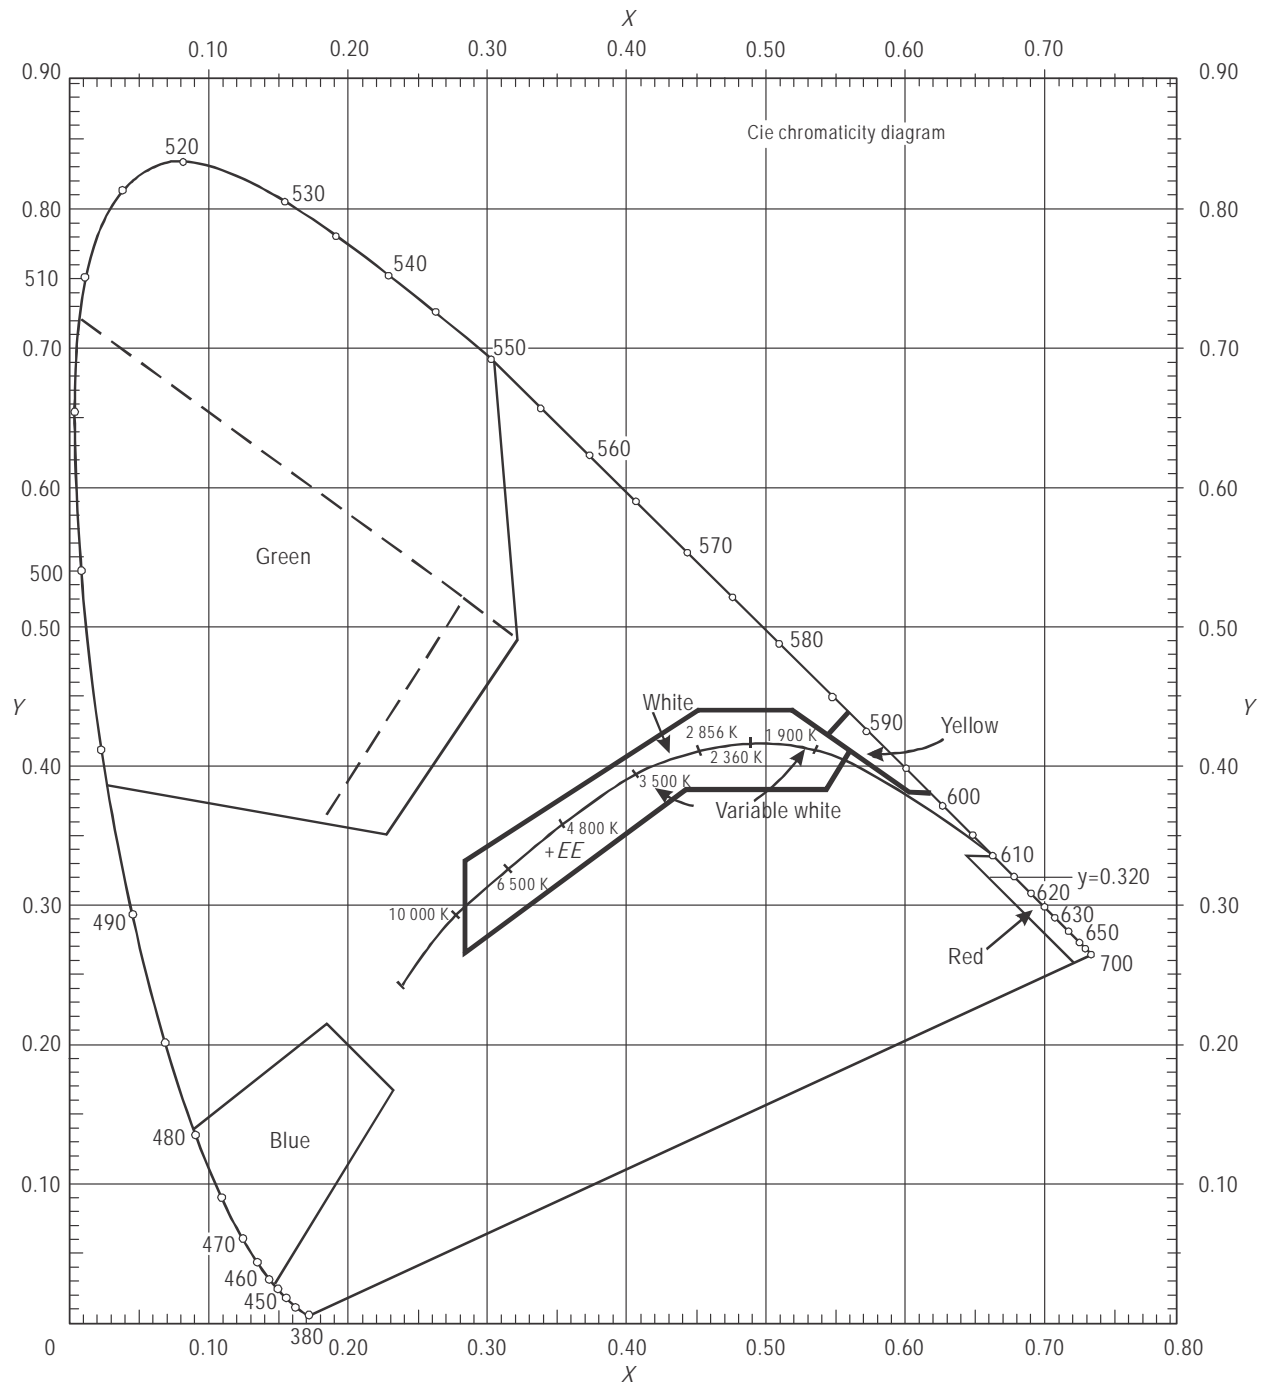 X
0.10 0.20 0.30 0.40 0.50 0.60 0.70
0.90 0.90
Cie chromaticity diagram
520
530
0.80 0.80
540
510
0.70 550 0.70
560
0.60 0.60
570
Green
500
0.50 0.50
580
White
Y Y
590
Yellow
2 856 K 1 900 K
2 360 K
0.40 0.40
3 500 K
600
Variable white
4 800 K
+EE
610
y=0.320
6 500 K
620
0.30 0.30
10 000 K
630
490
650
Red
700
0.20 0.20
480
Blue
0.10 0.10
470
460
450
380
0 0.10 0.20 0.30 0.40 0.50 0.60 0.70 0.80
X